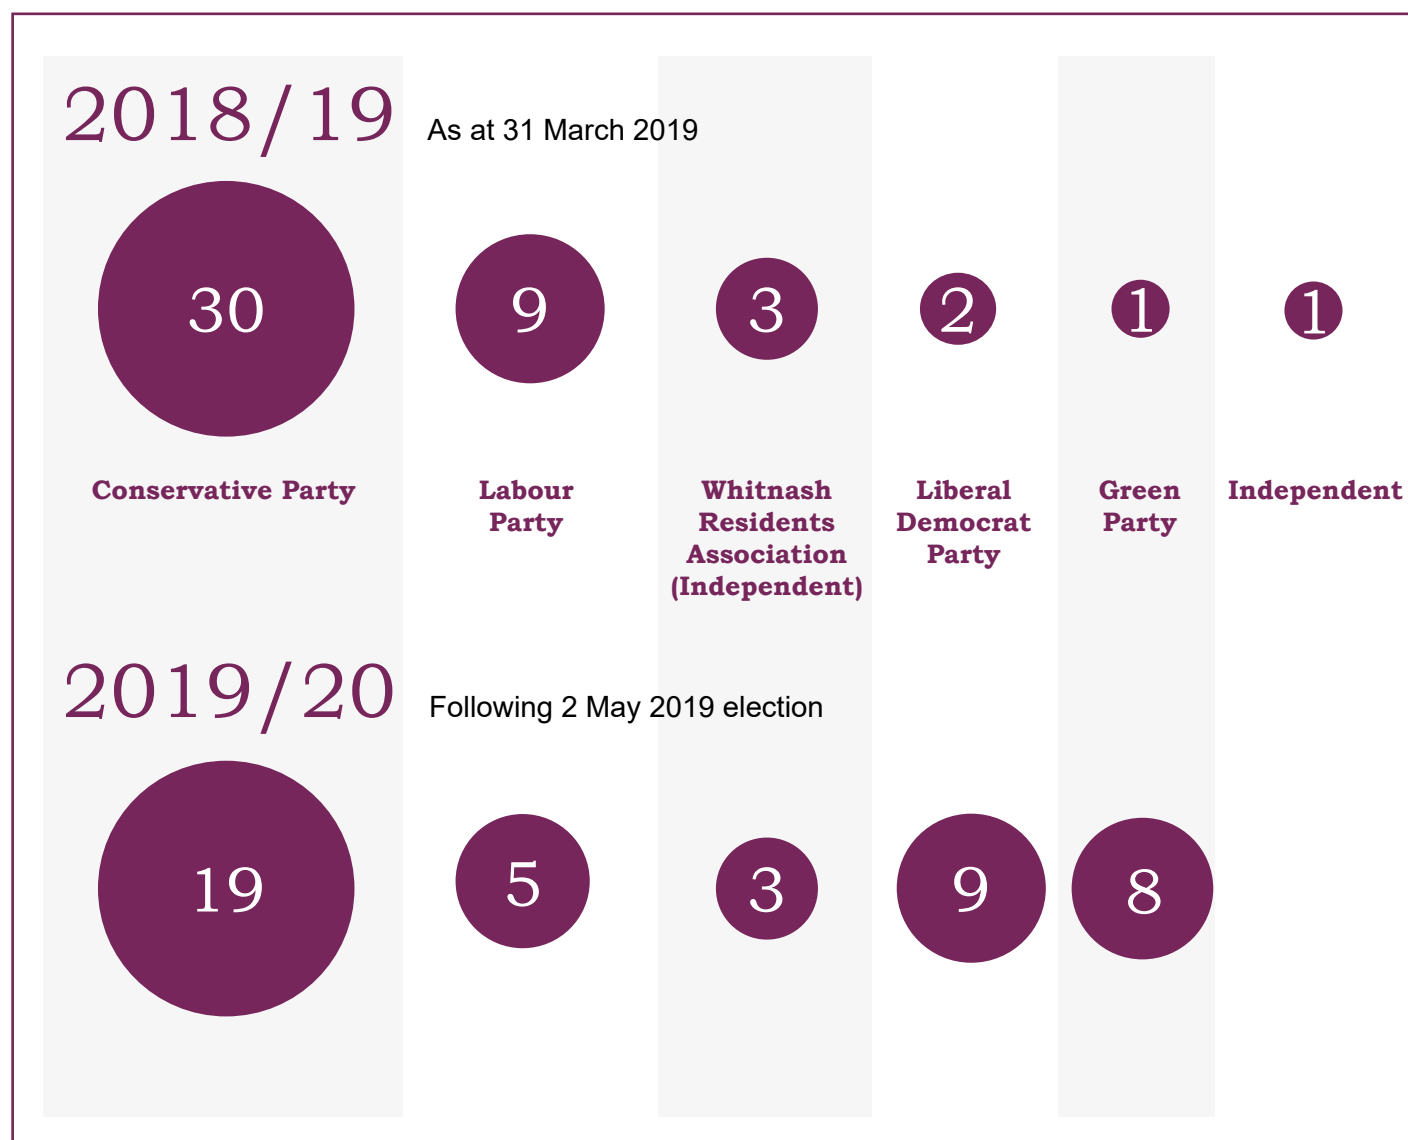 2018/19 As at 31 March 2019
30 9 3 2 1 1
Conservative Party
Labour
Party
Whitnash
Residents
Association
(Independent)
Liberal
Democrat
Party
Green
Party
Independent
2019/20 Following 2 May 2019 election
19 5 3 9 8